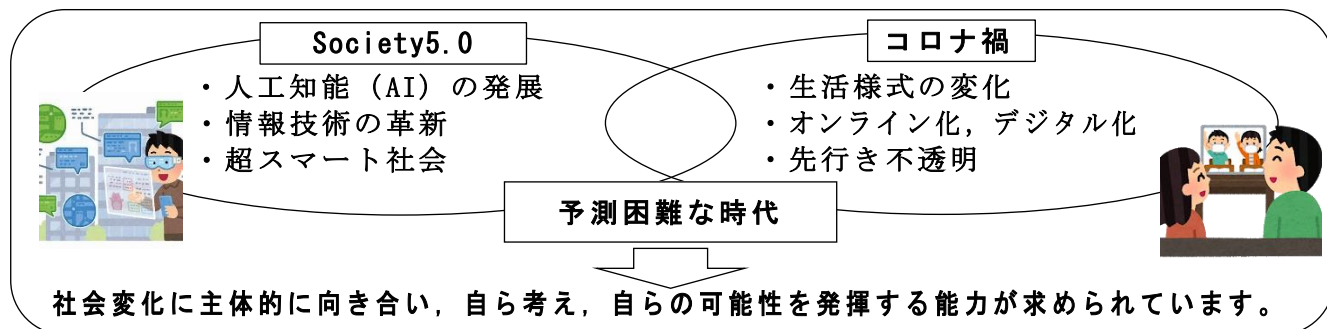 Society5.0
・人工知能（AI）の発展
・情報技術の革新
・超スマート社会
コロナ禍
・生活様式の変化
・オンライン化，デジタル化
・先行き不透明
予測困難な時代
社会変化に主体的に向き合い，自ら考え，自らの可能性を発揮する能力が求められています。